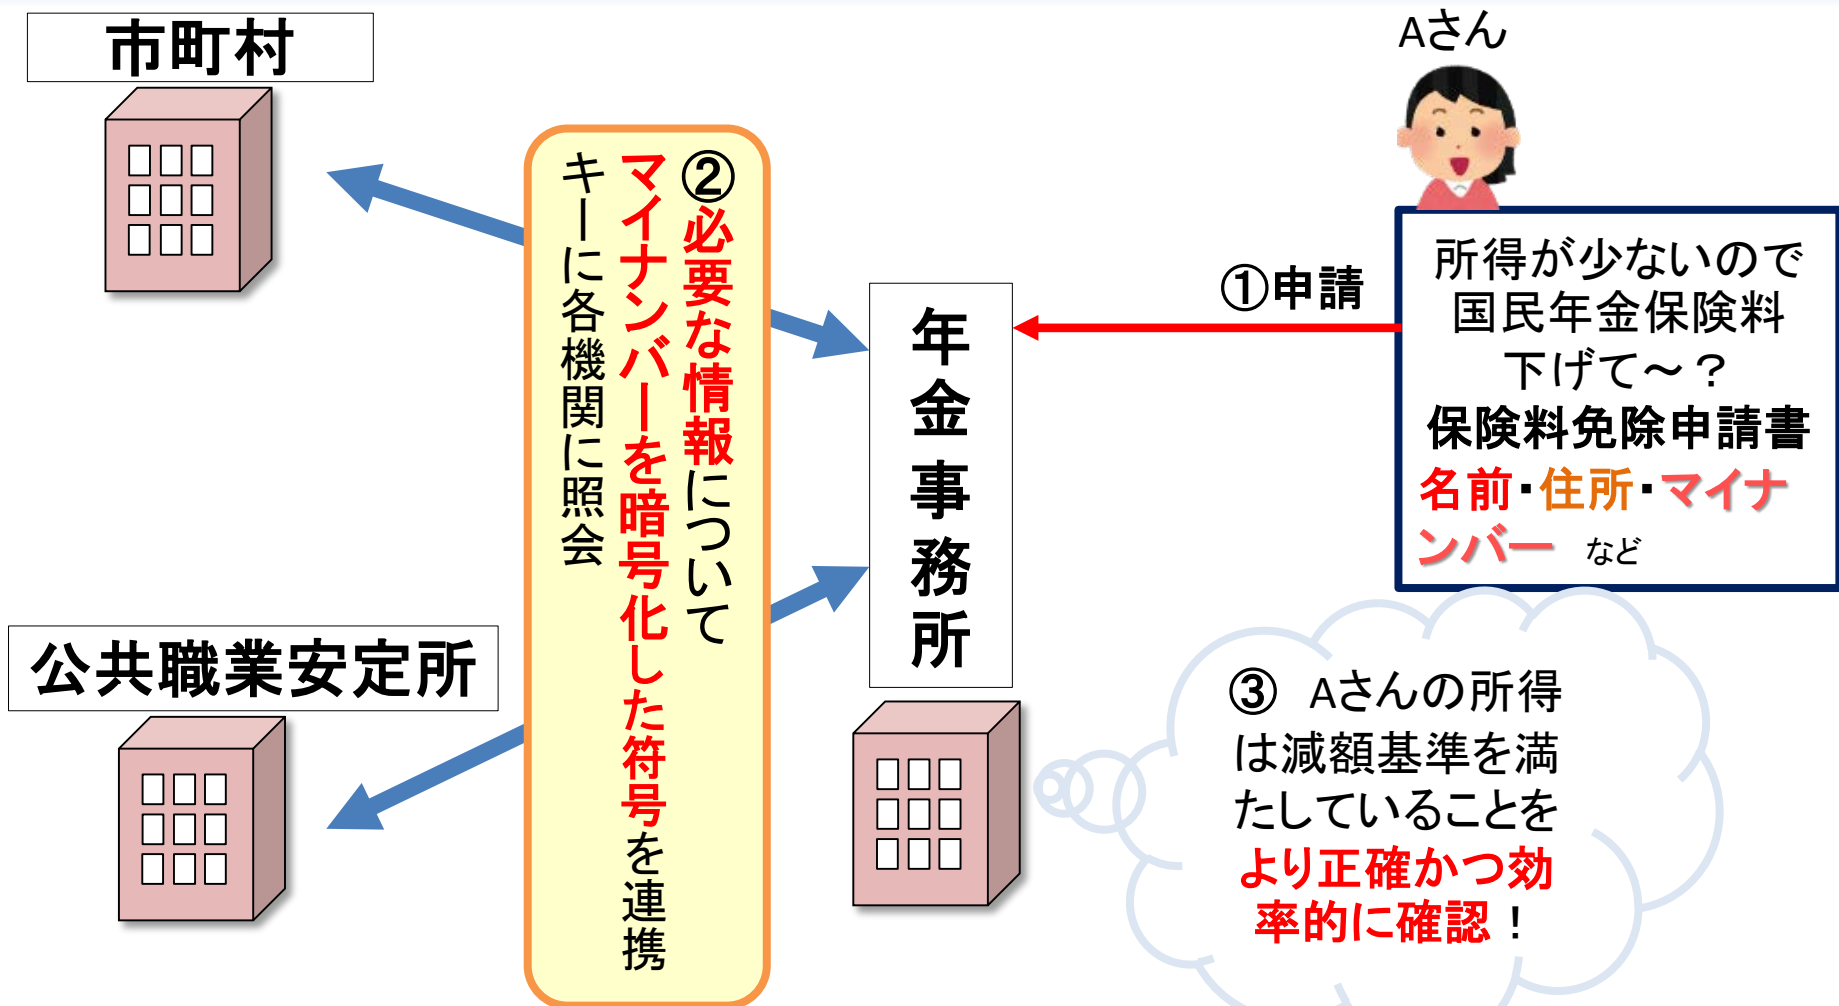 市町村
公共職業安定所
②必要な情報について
マイナンバーを暗号化した符号を連携
キーに各機関に照会
年金事務所
①申請
Aさん
所得が少ないので
国民年金保険料
下げて～？
保険料免除申請書
名前・住所・マイナ
ンバー など
③ Aさんの所得
は減額基準を満
たしていることを
より正確かつ効
率的に確認！